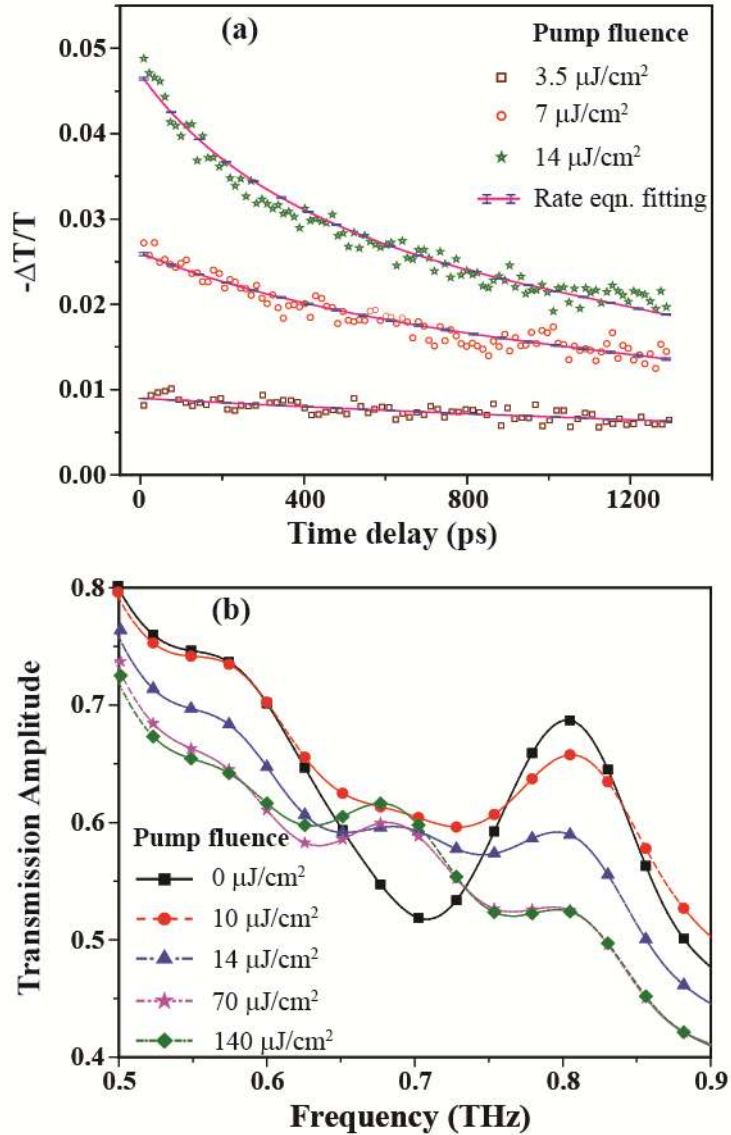 (a)
Pump fluence
3.5 μJ/cm²
7 μJ/cm²
14 μJ/cm²
Rate eqn. fitting
0.05
0.04
0.03
0.02
0.01
0.00
-ΔT/T
0
400
800
1200
Time delay (ps)
(b)
0.8
0.7
0.6
0.5
0.4
Transmission Amplitude
Pump fluence
0 μJ/cm²
10 μJ/cm²
14 μJ/cm²
70 μJ/cm²
140 μJ/cm²
0.5
0.6
0.7
0.8
0.9
Frequency (THz)